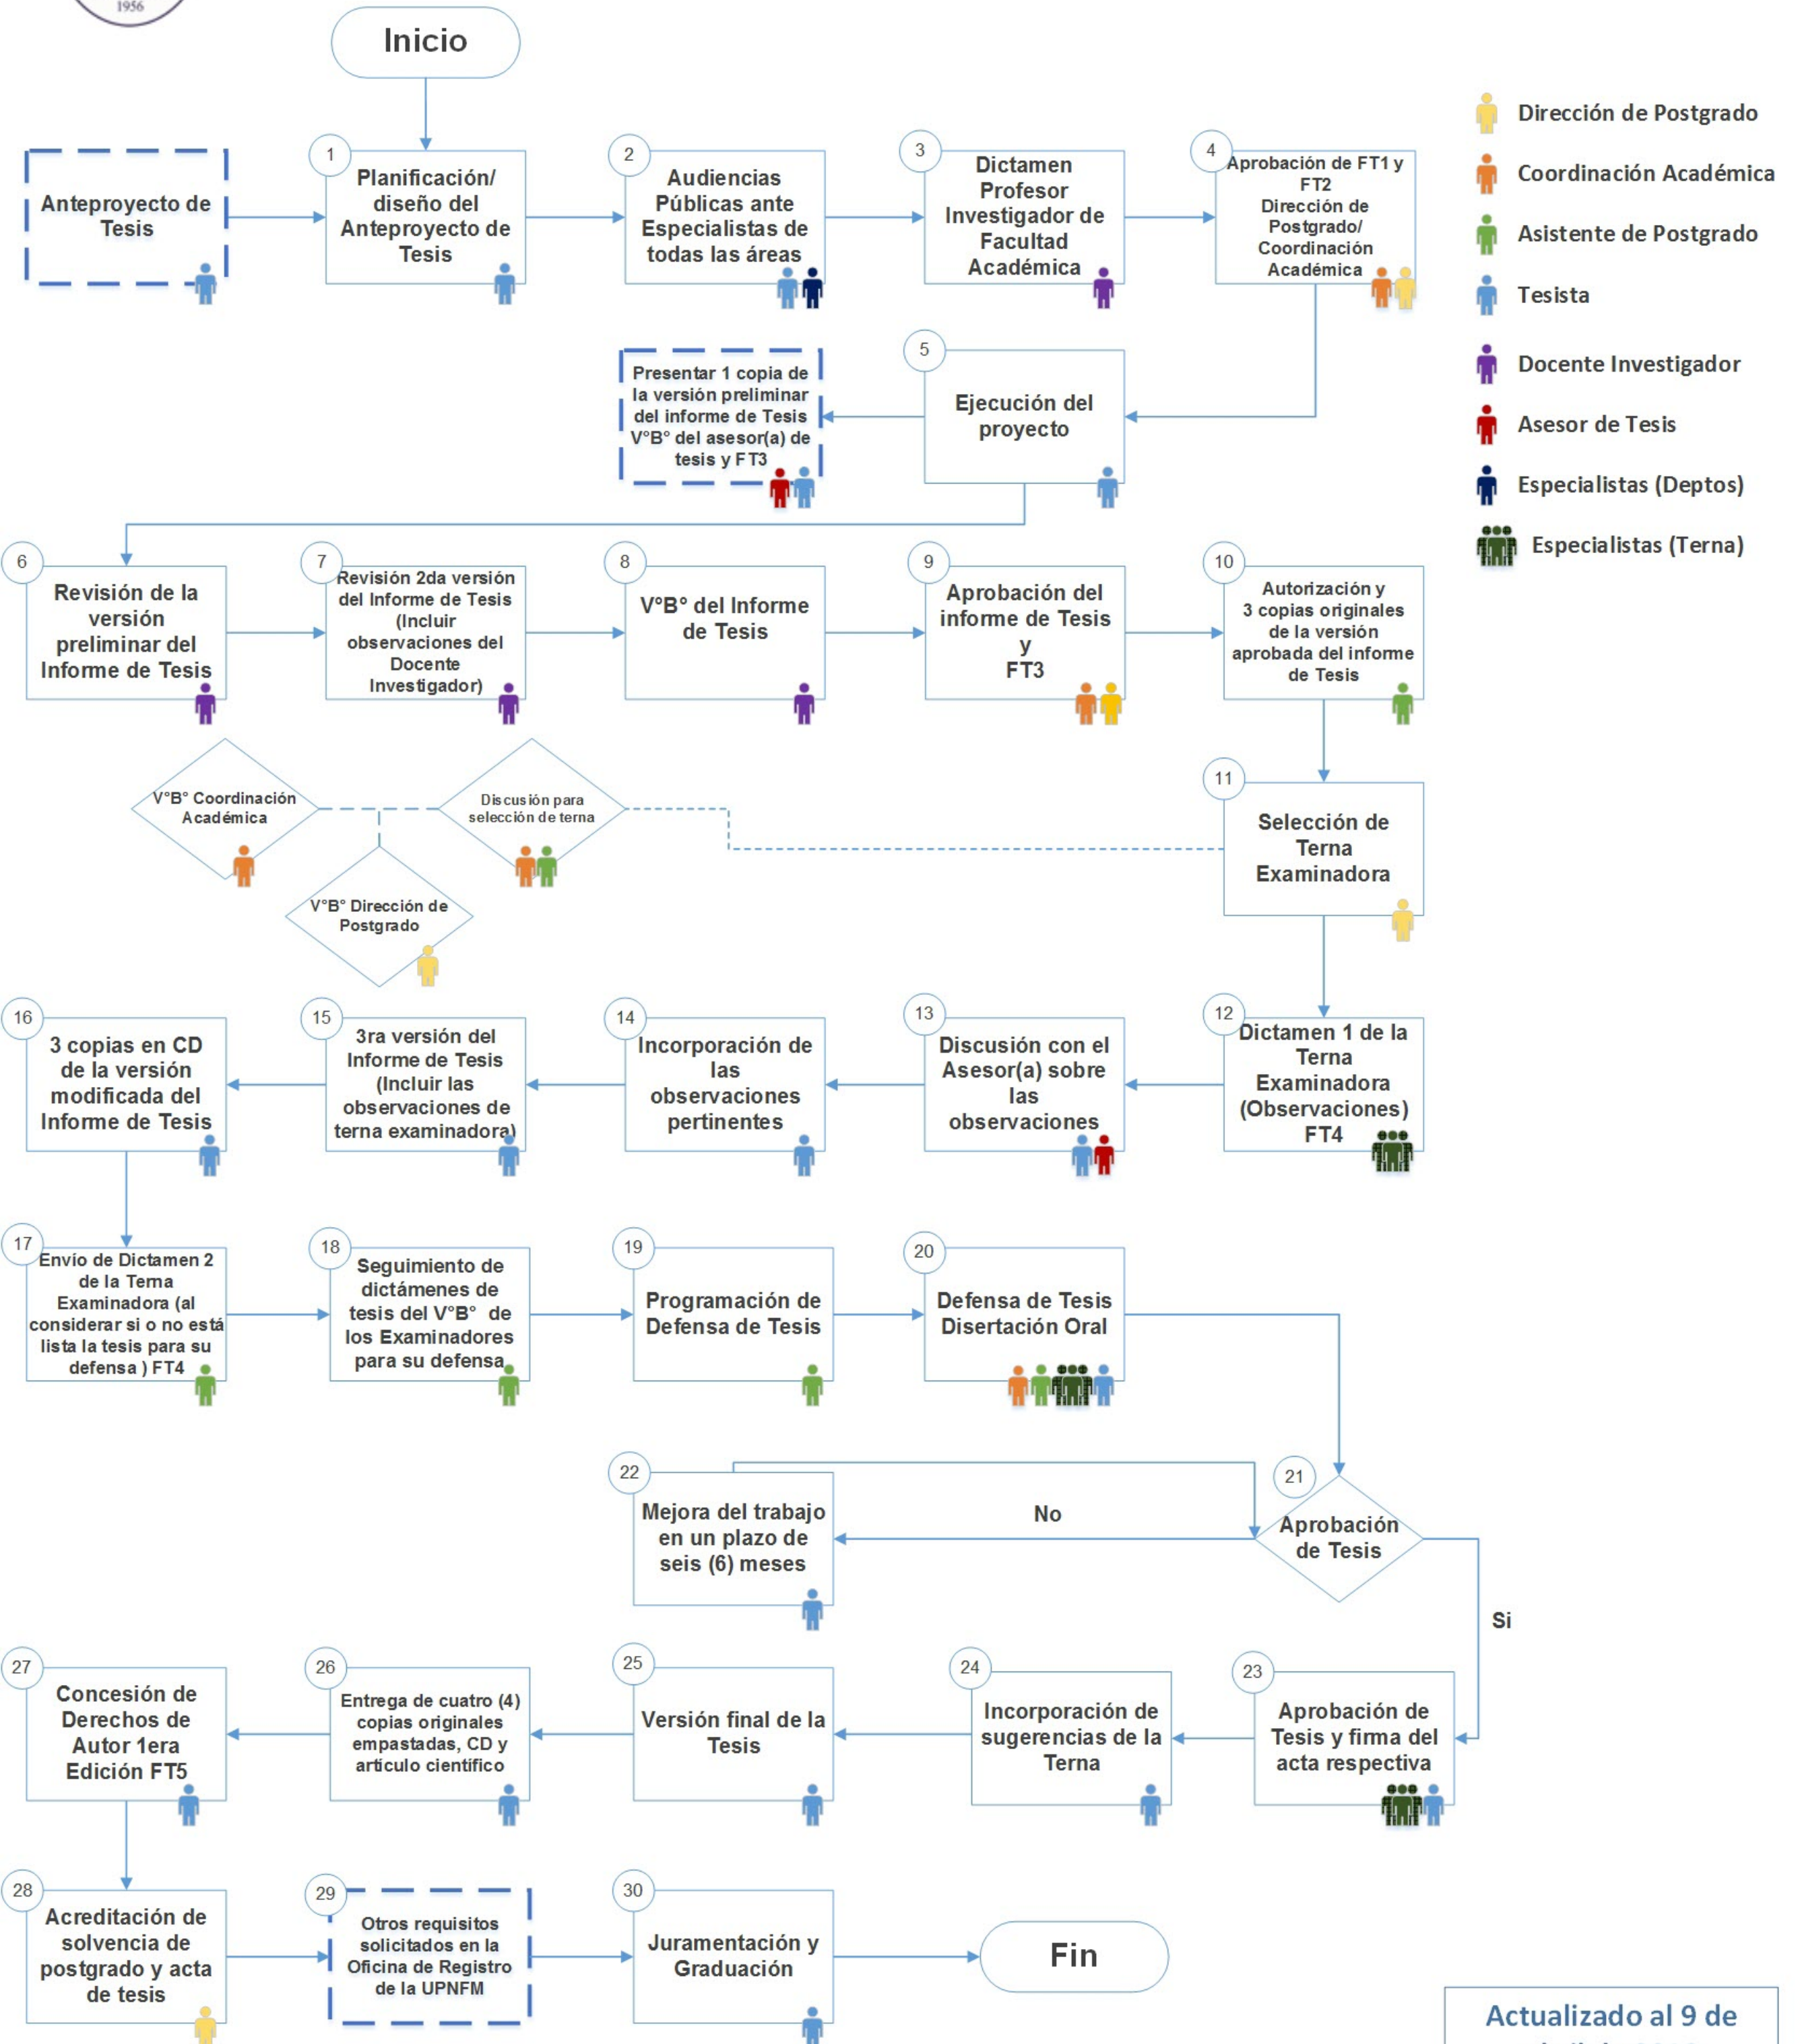 1956
Inicio
Dirección de Postgrado
Coordinación Académica
Asistente de Postgrado
Tesista
Docente Investigador
Asesor de Tesis
Especialistas (Deptos)
Especialistas (Terna)
Anteproyecto de
Tesis
1
Planificación/
diseño del
Anteproyecto de
Tesis
2
Audiencias
Públicas ante
Especialistas de
todas las áreas
3
Dictamen
Profesor
Investigador de
Facultad
Académica
4
Aprobación de FT1 y
FT2
Dirección de
Postgrado/
Coordinación
Académica
5
Ejecución del
proyecto
Presentar 1 copia de
la versión preliminar
del informe de Tesis
V°B° del asesor(a) de
tesis y FT3
6
Revisión de la
versión
preliminar del
Informe de Tesis
7
Revisión 2da versión
del Informe de Tesis
(Incluir
observaciones del
Docente
Investigador)
8
V°B° del Informe
de Tesis
9
Aprobación del
informe de Tesis
y
FT3
10
Autorización y
3 copias originales
de la versión
aprobada del informe
de Tesis
V°B° Coordinación
Académica
Discusión para
selección de terna
V°B° Dirección de
Postgrado
11
Selección de
Terna
Examinadora
12
Dictamen 1 de la
Terna
Examinadora
(Observaciones)
FT4
13
Discusión con el
Asesor(a) sobre
las
observaciones
14
Incorporación de
las
observaciones
pertinentes
15
3ra versión del
Informe de Tesis
(Incluir las
observaciones de
terna examinadora)
16
3 copias en CD
de la versión
modificada del
Informe de Tesis
17
Envío de Dictamen 2
de la Terna
Examinadora (al
considerar si o no está
lista la tesis para su
defensa ) FT4
18
Seguimiento de
dictámenes de
tesis del V°B° de
los Examinadores
para su defensa
19
Programación de
Defensa de Tesis
20
Defensa de Tesis
Disertación Oral
21
Aprobación
de Tesis
No
22
Mejora del trabajo
en un plazo de
seis (6) meses
Si
23
Aprobación de
Tesis y firma del
acta respectiva
24
Incorporación de
sugerencias de la
Terna
25
Versión final de la
Tesis
26
Entrega de cuatro (4)
copias originales
empastadas, CD y
artículo científico
27
Concesión de
Derechos de
Autor 1era
Edición FT5
28
Acreditación de
solvencia de
postgrado y acta
de tesis
29
Otros requisitos
solicitados en la
Oficina de Registro
de la UPNFM
30
Juramentación y
Graduación
Fin
Actualizado al 9 de